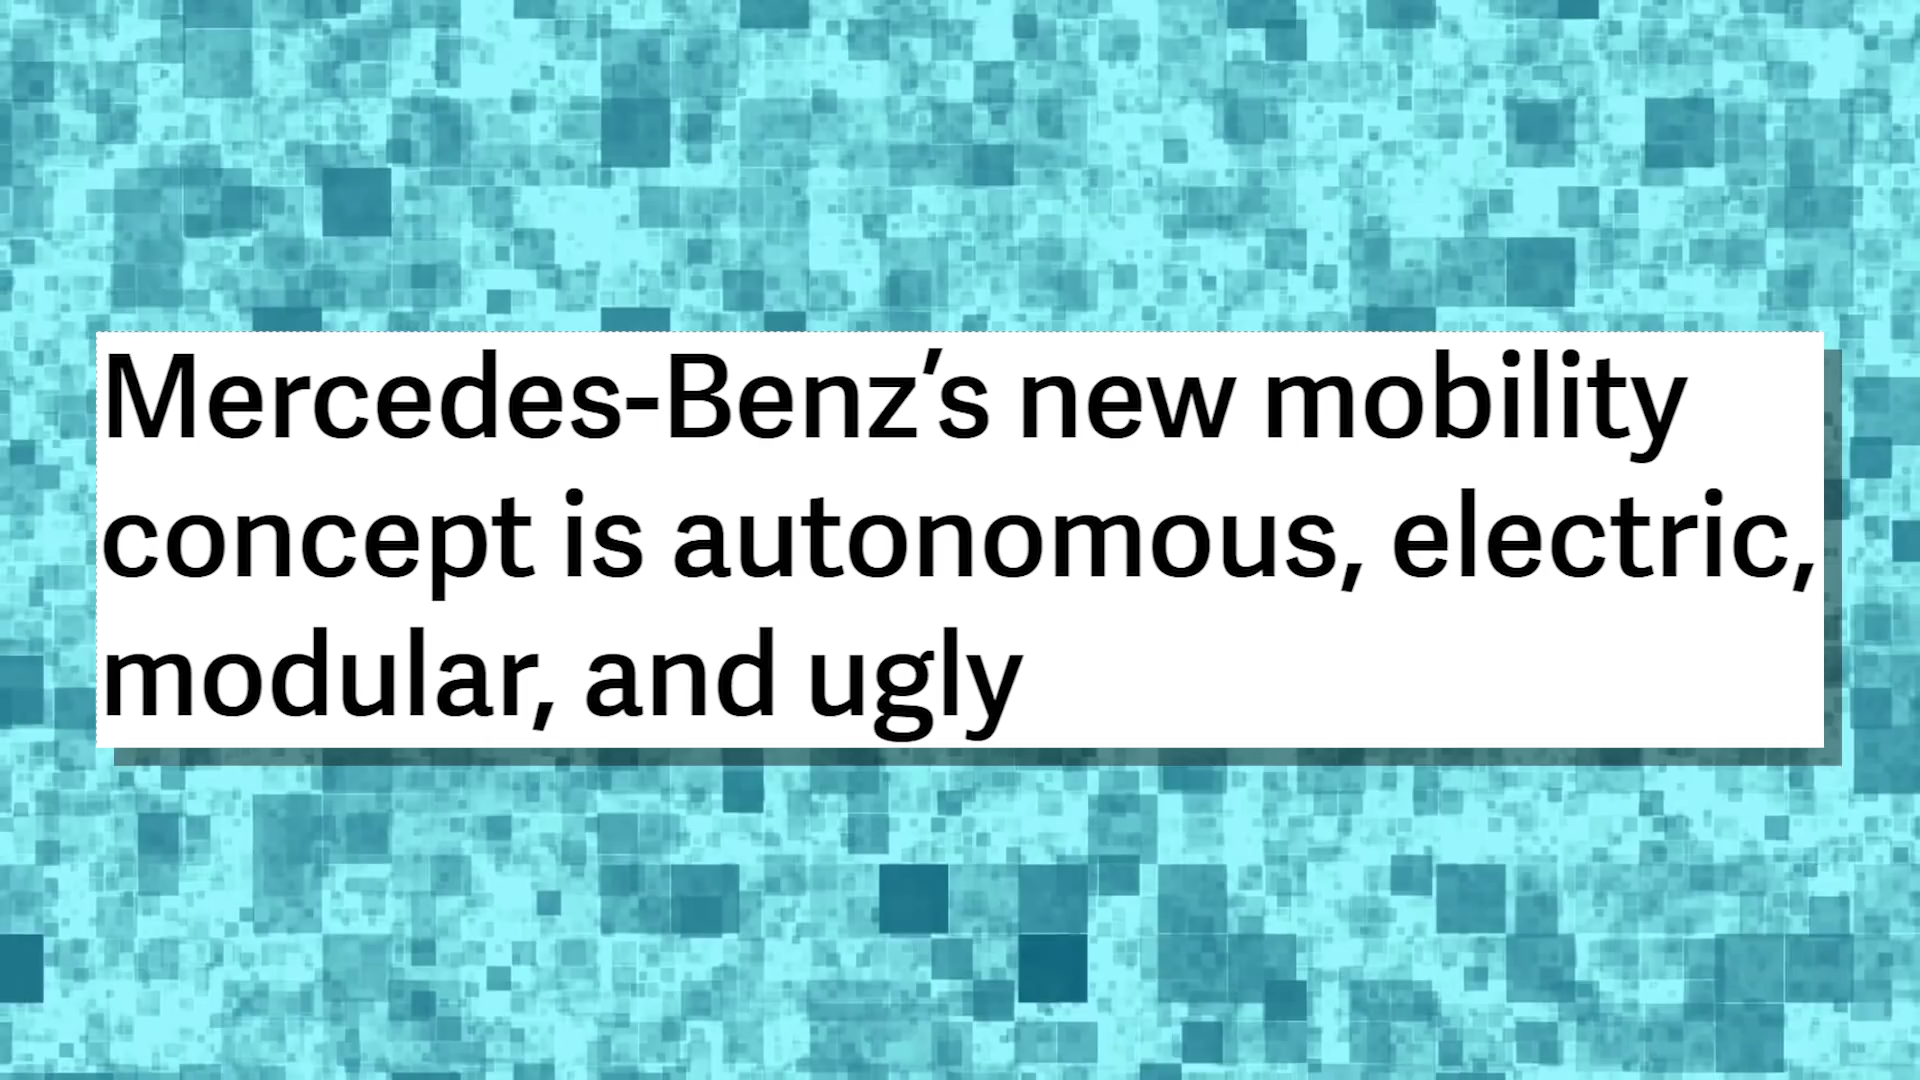 Mercedes-Benz’s new mobility
concept is autonomous, electric,
modular, and ugly